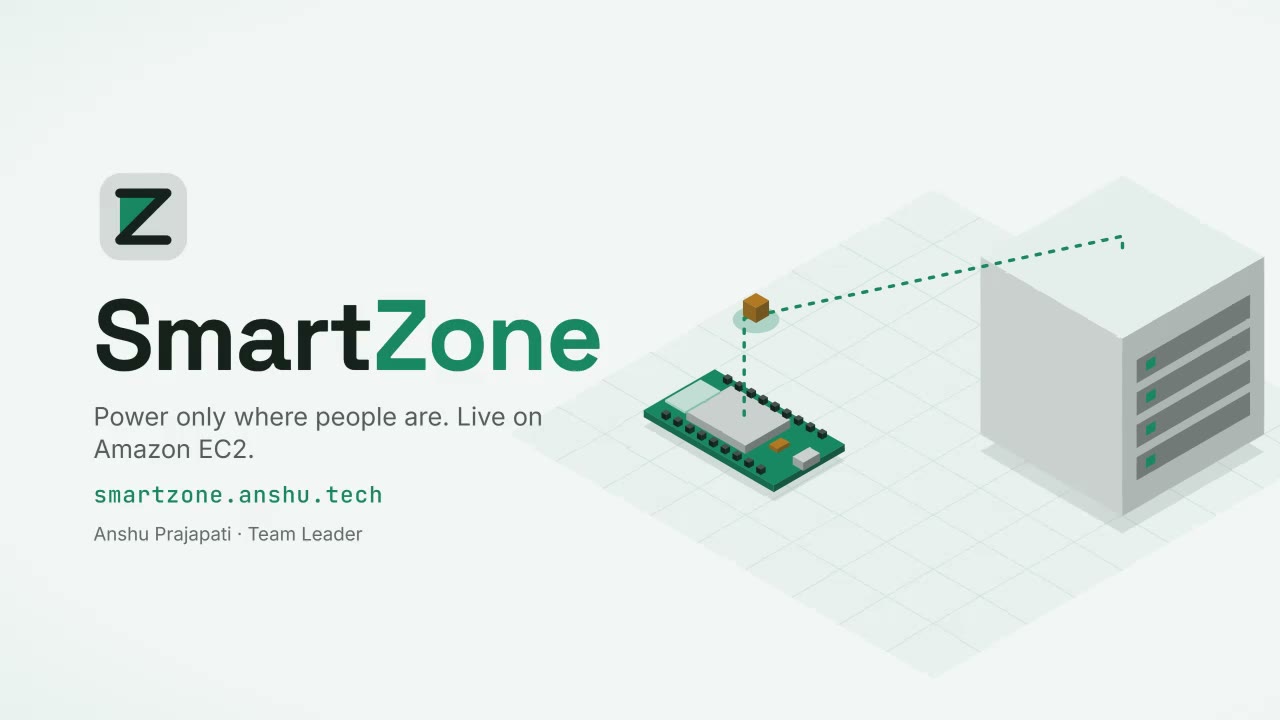 Z
SmartZone
Power only where people are. Live on
Amazon EC2.
smartzone.anshu.tech
Anshu Prajapati · Team Leader